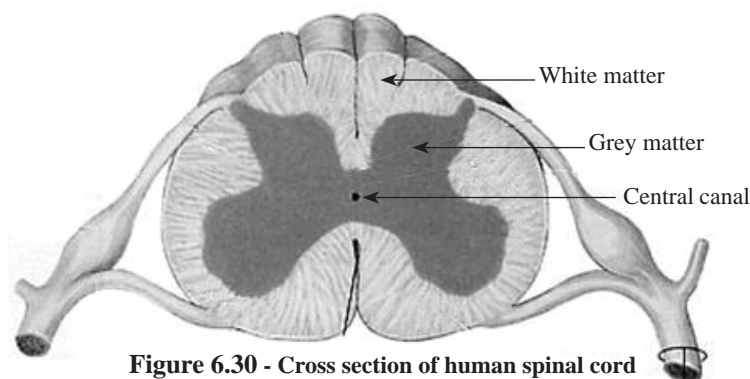 White matter
Grey matter
Central canal
Figure 6.30 - Cross section of human spinal cord